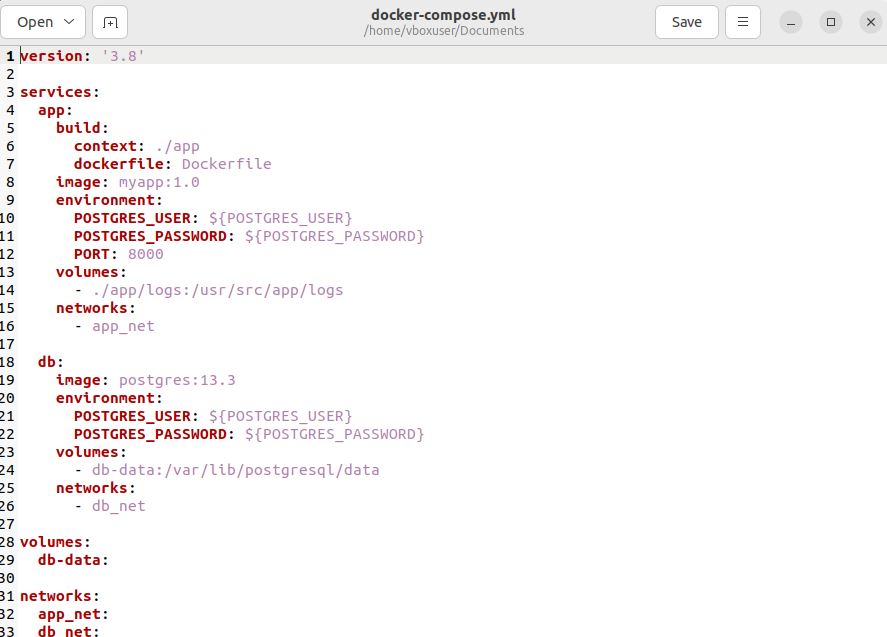 Open
docker-compose.yml
/home/vboxuser/Documents
Save
1 version: '3.8'
2
3 services:
4   app:
5     build:
6       context: ./app
7       dockerfile: Dockerfile
8     image: myapp:1.0
9     environment:
10       POSTGRES_USER: ${POSTGRES_USER}
11       POSTGRES_PASSWORD: ${POSTGRES_PASSWORD}
12       PORT: 8000
13     volumes:
14       - ./app/logs:/usr/src/app/logs
15     networks:
16       - app_net
17
18   db:
19     image: postgres:13.3
20     environment:
21       POSTGRES_USER: ${POSTGRES_USER}
22       POSTGRES_PASSWORD: ${POSTGRES_PASSWORD}
23     volumes:
24       - db-data:/var/lib/postgresql/data
25     networks:
26       - db_net
27
28 volumes:
29   db-data:
30
31 networks:
32   app_net:
33   db_net: